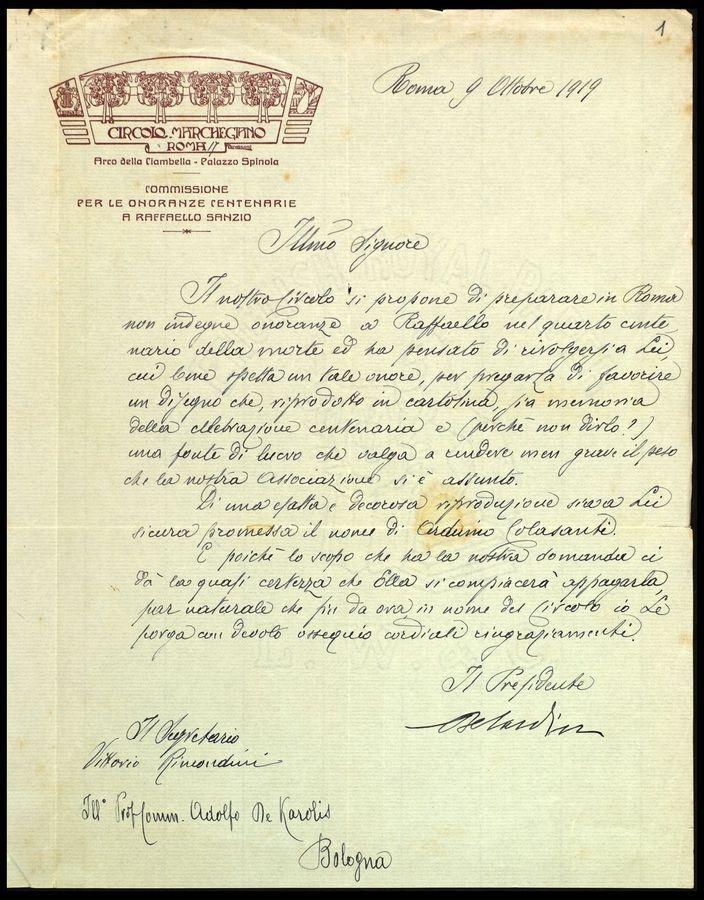 1
Roma 9 Ottobre 1919
CIRCOLO MARCHEGIANO
ROMA
Arco della Ciambella - Palazzo Spinola
COMMISSIONE
PER LE ONORANZE CENTENARIE
A RAFFAELLO SANZIO
Illmo Signore
Il nostro Circolo si propone di preparare in Roma
non indegne onoranze a Raffaello nel quarto cente
nario della morte ed ha pensato di rivolgersi a Lei,
cui bene spetta un tale onore, per pregarla di favorire
un disegno che, riprodotto in cartolina, sia memoria
della celebrazione centenaria e (perchè non dirlo?)
una fonte di lucro che valga a rendere men grave il peso
che la nostra Associazione si è assunto.
Di una esatta e decorosa riproduzione sia a Lei
sicura promessa il nome di Arduino Colasanti.
E poichè lo scopo che ha la nostra domanda ci
dà la quasi certezza che Ella si compiacerà appagarla,
par naturale che fin da ora in nome del Circolo io Le
porga con devoto ossequio cordiali ringraziamenti.
Il Presidente
Il Segretario
Vittorio Rimondini
Ill° Prof Comm. Adolfo De Karolis
Bologna